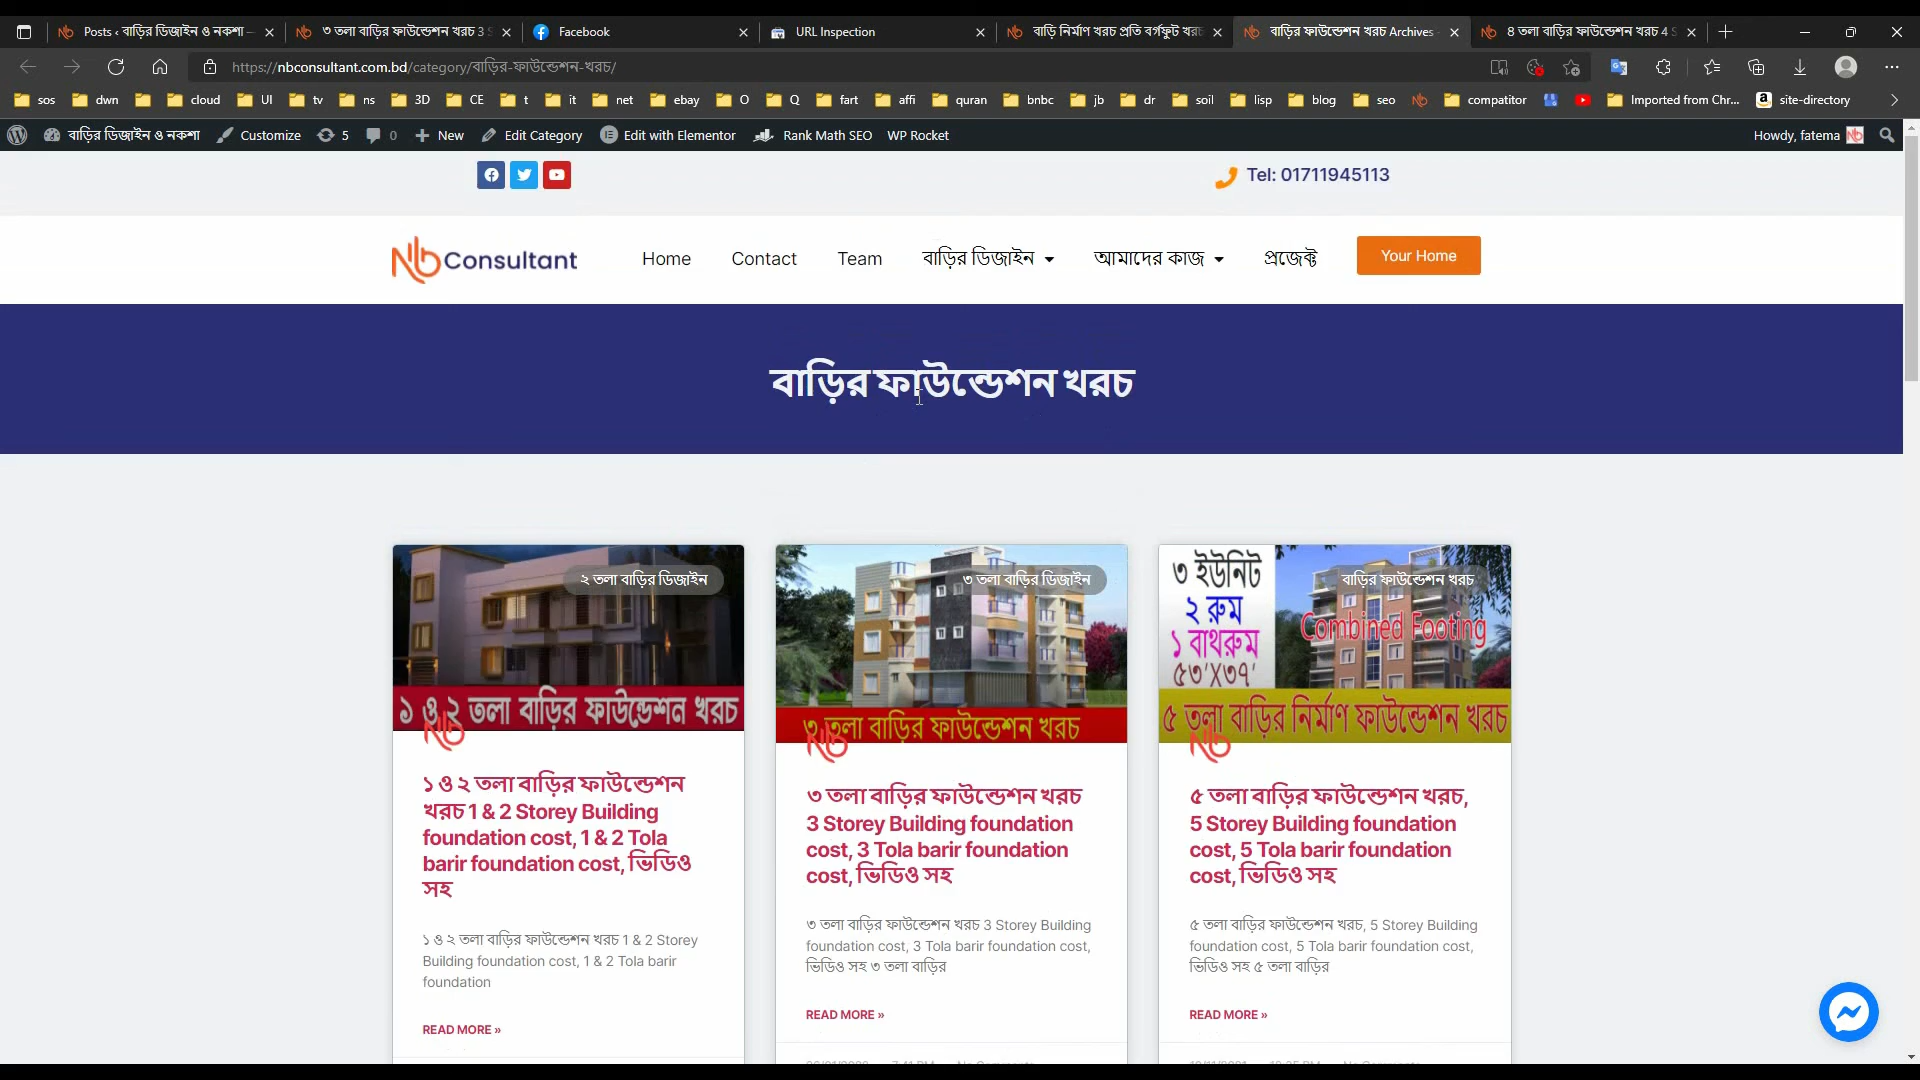 Posts ‹ বাড়ির ডিজাইন ও নকশা —
৩ তলা বাড়ির ফাউন্ডেশন খরচ 3 S
Facebook
URL Inspection
বাড়ি নির্মাণ খরচ প্রতি বর্গফুট খরচ
বাড়ির ফাউন্ডেশন খরচ Archives -
৪ তলা বাড়ির ফাউন্ডেশন খরচ 4 S
https://nbconsultant.com.bd/category/বাড়ির-ফাউন্ডেশন-খরচ/
sos dwn cloud UI tv ns 3D CE t it net ebay O Q fart affi quran bnbc jb dr soil lisp blog seo compatitor Imported from Chr... site-directory
বাড়ির ডিজাইন ও নকশা Customize 5 0 New Edit Category Edit with Elementor Rank Math SEO WP Rocket Howdy, fatema
Tel: 01711945113
Nb Consultant
Home Contact Team বাড়ির ডিজাইন আমাদের কাজ প্রজেক্ট Your Home
বাড়ির ফাউন্ডেশন খরচ
২ তলা বাড়ির ডিজাইন
১ ও ২ তলা বাড়ির ফাউন্ডেশন খরচ
১ ও ২ তলা বাড়ির ফাউন্ডেশন
খরচ 1 & 2 Storey Building
foundation cost, 1 & 2 Tola
barir foundation cost, ভিডিও
সহ
১ ও ২ তলা বাড়ির ফাউন্ডেশন খরচ 1 & 2 Storey
Building foundation cost, 1 & 2 Tola barir
foundation
READ MORE »
৩ তলা বাড়ির ডিজাইন
৩ তলা বাড়ির ফাউন্ডেশন খরচ
৩ তলা বাড়ির ফাউন্ডেশন খরচ
3 Storey Building foundation
cost, 3 Tola barir foundation
cost, ভিডিও সহ
৩ তলা বাড়ির ফাউন্ডেশন খরচ 3 Storey Building
foundation cost, 3 Tola barir foundation cost,
ভিডিও সহ ৩ তলা বাড়ির
READ MORE »
৩ ইউনিট
২ রুম
১ বাথরুম
৫৩'X৩৭'
বাড়ির ফাউন্ডেশন খরচ
Combined Footing
৫ তলা বাড়ির নির্মাণ ফাউন্ডেশন খরচ
৫ তলা বাড়ির ফাউন্ডেশন খরচ,
5 Storey Building foundation
cost, 5 Tola barir foundation
cost, ভিডিও সহ
৫ তলা বাড়ির ফাউন্ডেশন খরচ, 5 Storey Building
foundation cost, 5 Tola barir foundation cost,
ভিডিও সহ ৫ তলা বাড়ির
READ MORE »